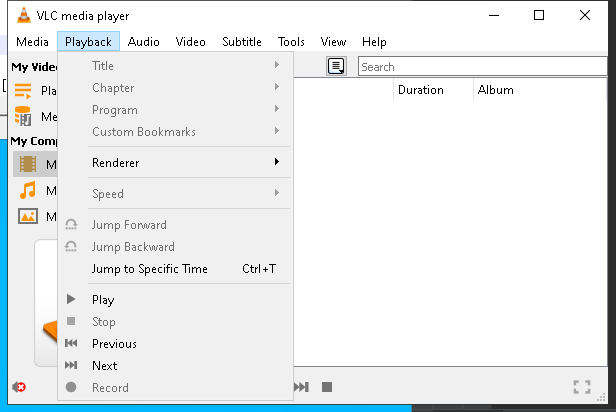 VLC media player
Media Playback Audio Video Subtitle Tools View Help
My Vide
Search
Title
Duration Album
Pla
Chapter
Me
Program
Custom Bookmarks
My Comp
Renderer
M
Speed
M
M
Jump Forward
Jump Backward
Jump to Specific Time Ctrl+T
Play
Stop
Previous
Next
Record